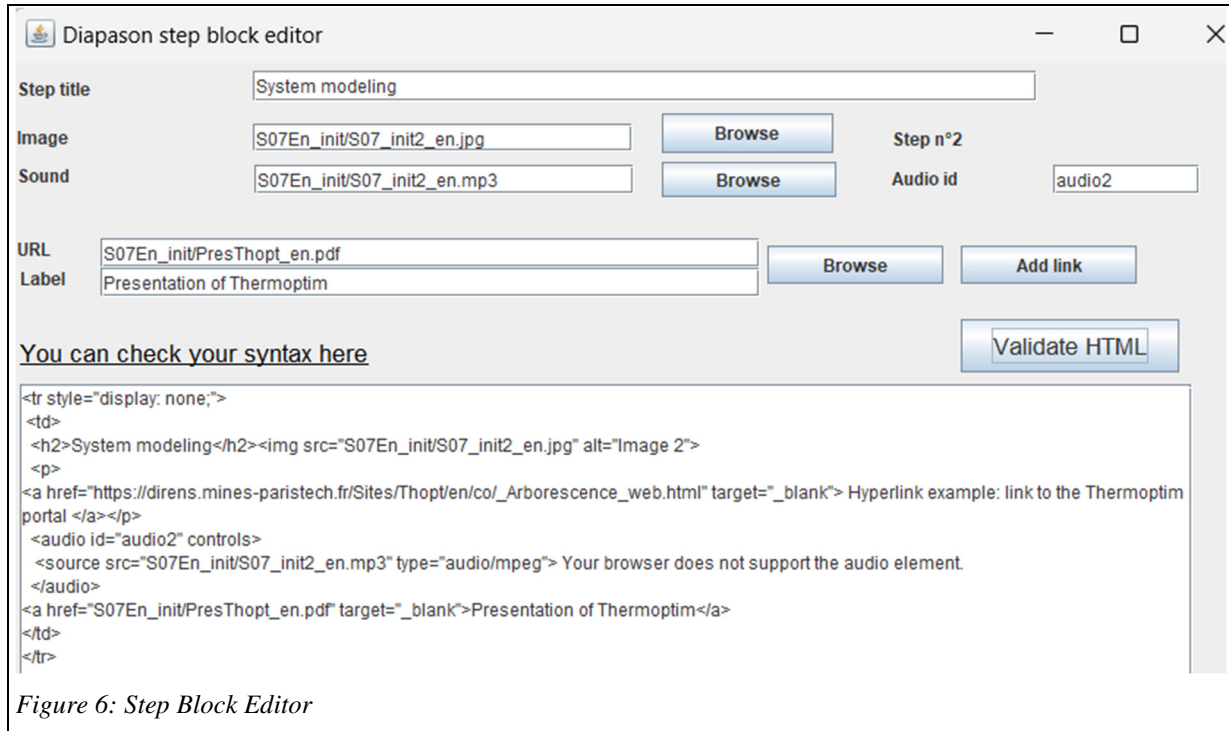 Diapason step block editor
Step title System modeling
Image S07En_init/S07_init2_en.jpg Browse Step n°2
Sound S07En_init/S07_init2_en.mp3 Browse Audio id audio2
URL S07En_init/PresThopt_en.pdf
Label Presentation of Thermoptim Browse Add link
You can check your syntax here Validate HTML
<tr style="display: none;">
<td>
<h2>System modeling</h2><img src="S07En_init/S07_init2_en.jpg" alt="Image 2">
<p>
<a href="https://direns.mines-paristech.fr/Sites/Thopt/en/co/_Arborescence_web.html" target="_blank"> Hyperlink example: link to the Thermoptim
portal </a></p>
<audio id="audio2" controls>
<source src="S07En_init/S07_init2_en.mp3" type="audio/mpeg"> Your browser does not support the audio element.
</audio>
<a href="S07En_init/PresThopt_en.pdf" target="_blank">Presentation of Thermoptim</a>
</td>
</tr>
Figure 6: Step Block Editor